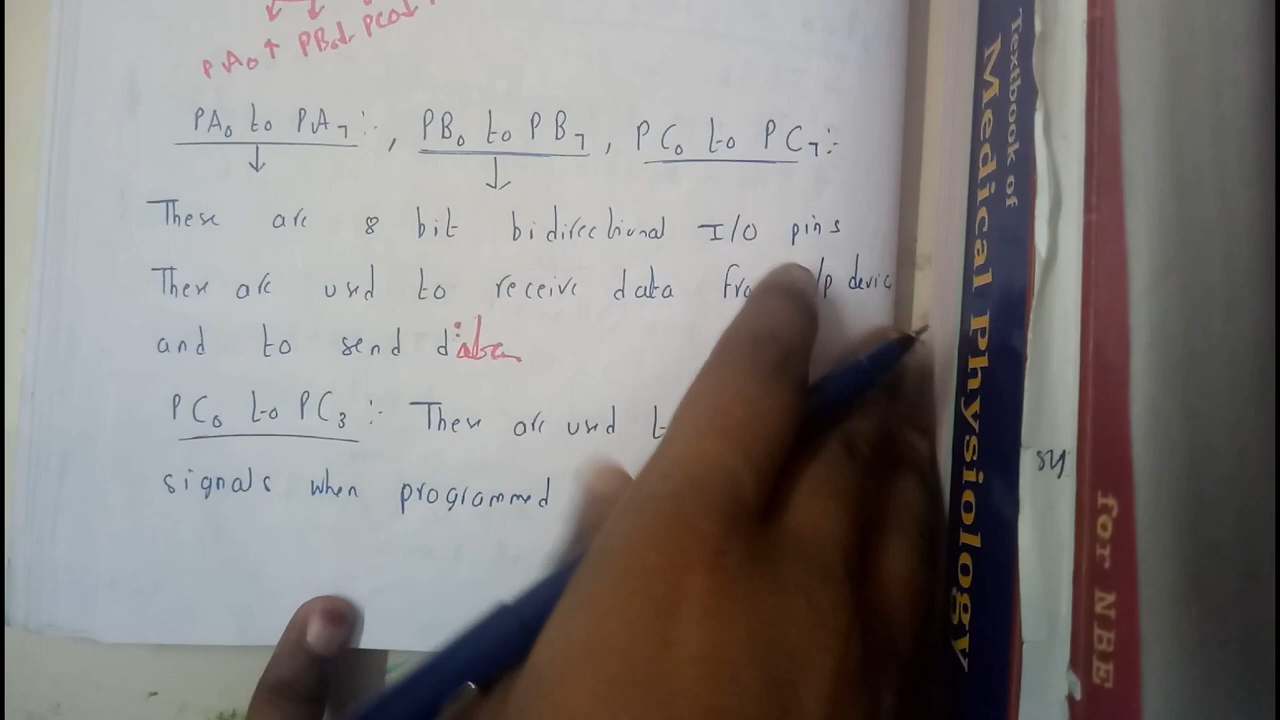 PA0 ↑ PB0↓ PC0↓
PA0 to PA7 :- , PB0 to PB7 , PC0 to PC7 :-
These are 8 bit bidirectional I/O pins
These are used to receive data
and to send data
PC0 to PC3 :- These are used
signals when programmed
Textbook of
Medical Physiology
sy
for NBE